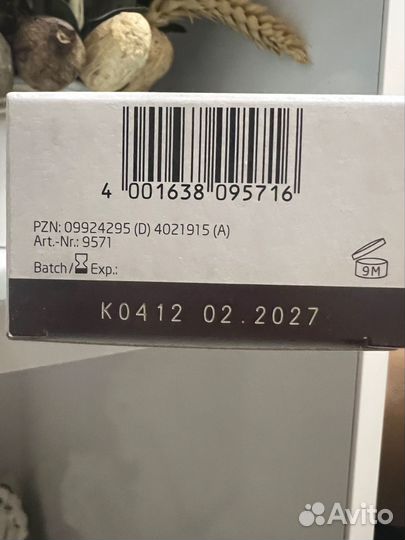 4 001638 095716
PZN: 09924295 (D) 4021915 (A)
Art.-Nr.: 9571
Batch/ Exp.:
9M
K0412 02.2027
Avito